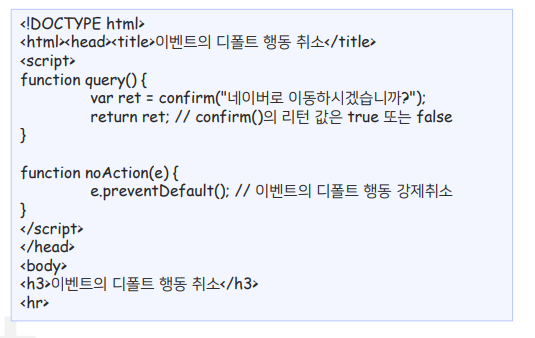 <!DOCTYPE html>
<html><head><title>이벤트의 디폴트 행동 취소</title>
<script>
function query() {
var ret = confirm("네이버로 이동하시겠습니까?");
return ret; // confirm()의 리턴 값은 true 또는 false
}
function noAction(e) {
e.preventDefault(); // 이벤트의 디폴트 행동 강제취소
}
</script>
</head>
<body>
<h3>이벤트의 디폴트 행동 취소</h3>
<hr>